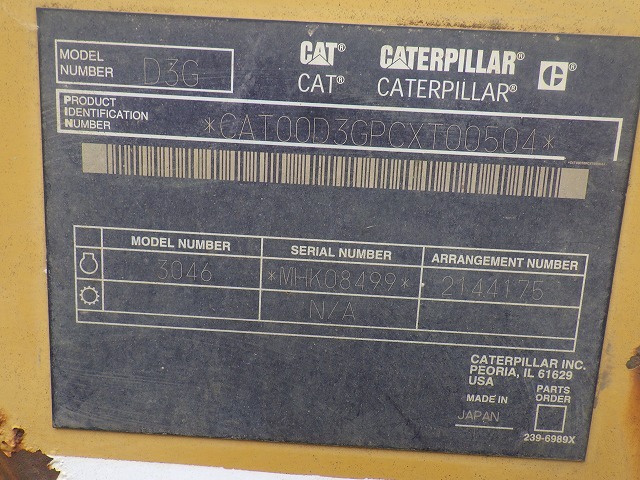 MODEL NUMBER D3G
CAT® CATERPILLAR® C®
CAT® CATERPILLAR®
PRODUCT IDENTIFICATION NUMBER *CAT00D3GPCXT00504*
MODEL NUMBER SERIAL NUMBER ARRANGEMENT NUMBER
3046 *MHK08499* 2144175
N/A
CATERPILLAR INC.
PEORIA, IL 61629
USA
MADE IN PARTS ORDER
JAPAN
239-6989X